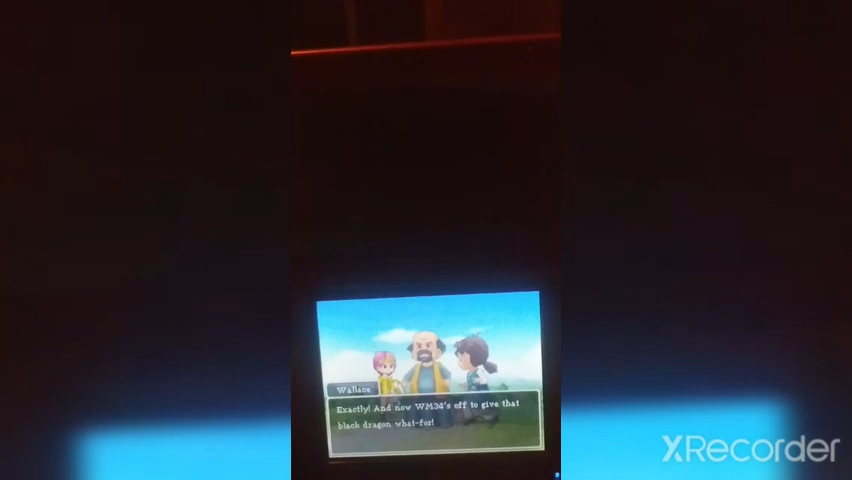 Wallace
Exactly! And now WM34's off to give that
black dragon what-for!
XRecorder